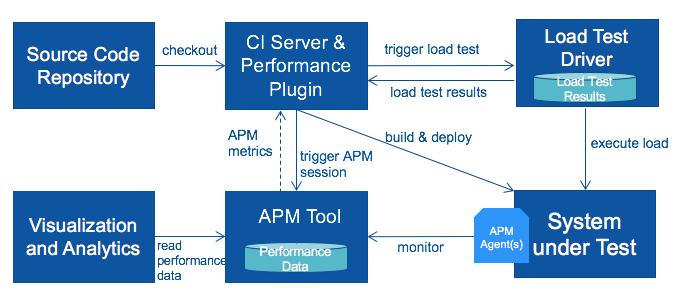 Source Code
Repository
checkout
CI Server &
Performance
Plugin
trigger load test
load test results
Load Test
Driver
Load Test
Results
APM
metrics
trigger APM
session
build & deploy
execute load
Visualization
and Analytics
read
performance
data
APM Tool
Performance
Data
monitor
APM
Agent(s)
System
under Test